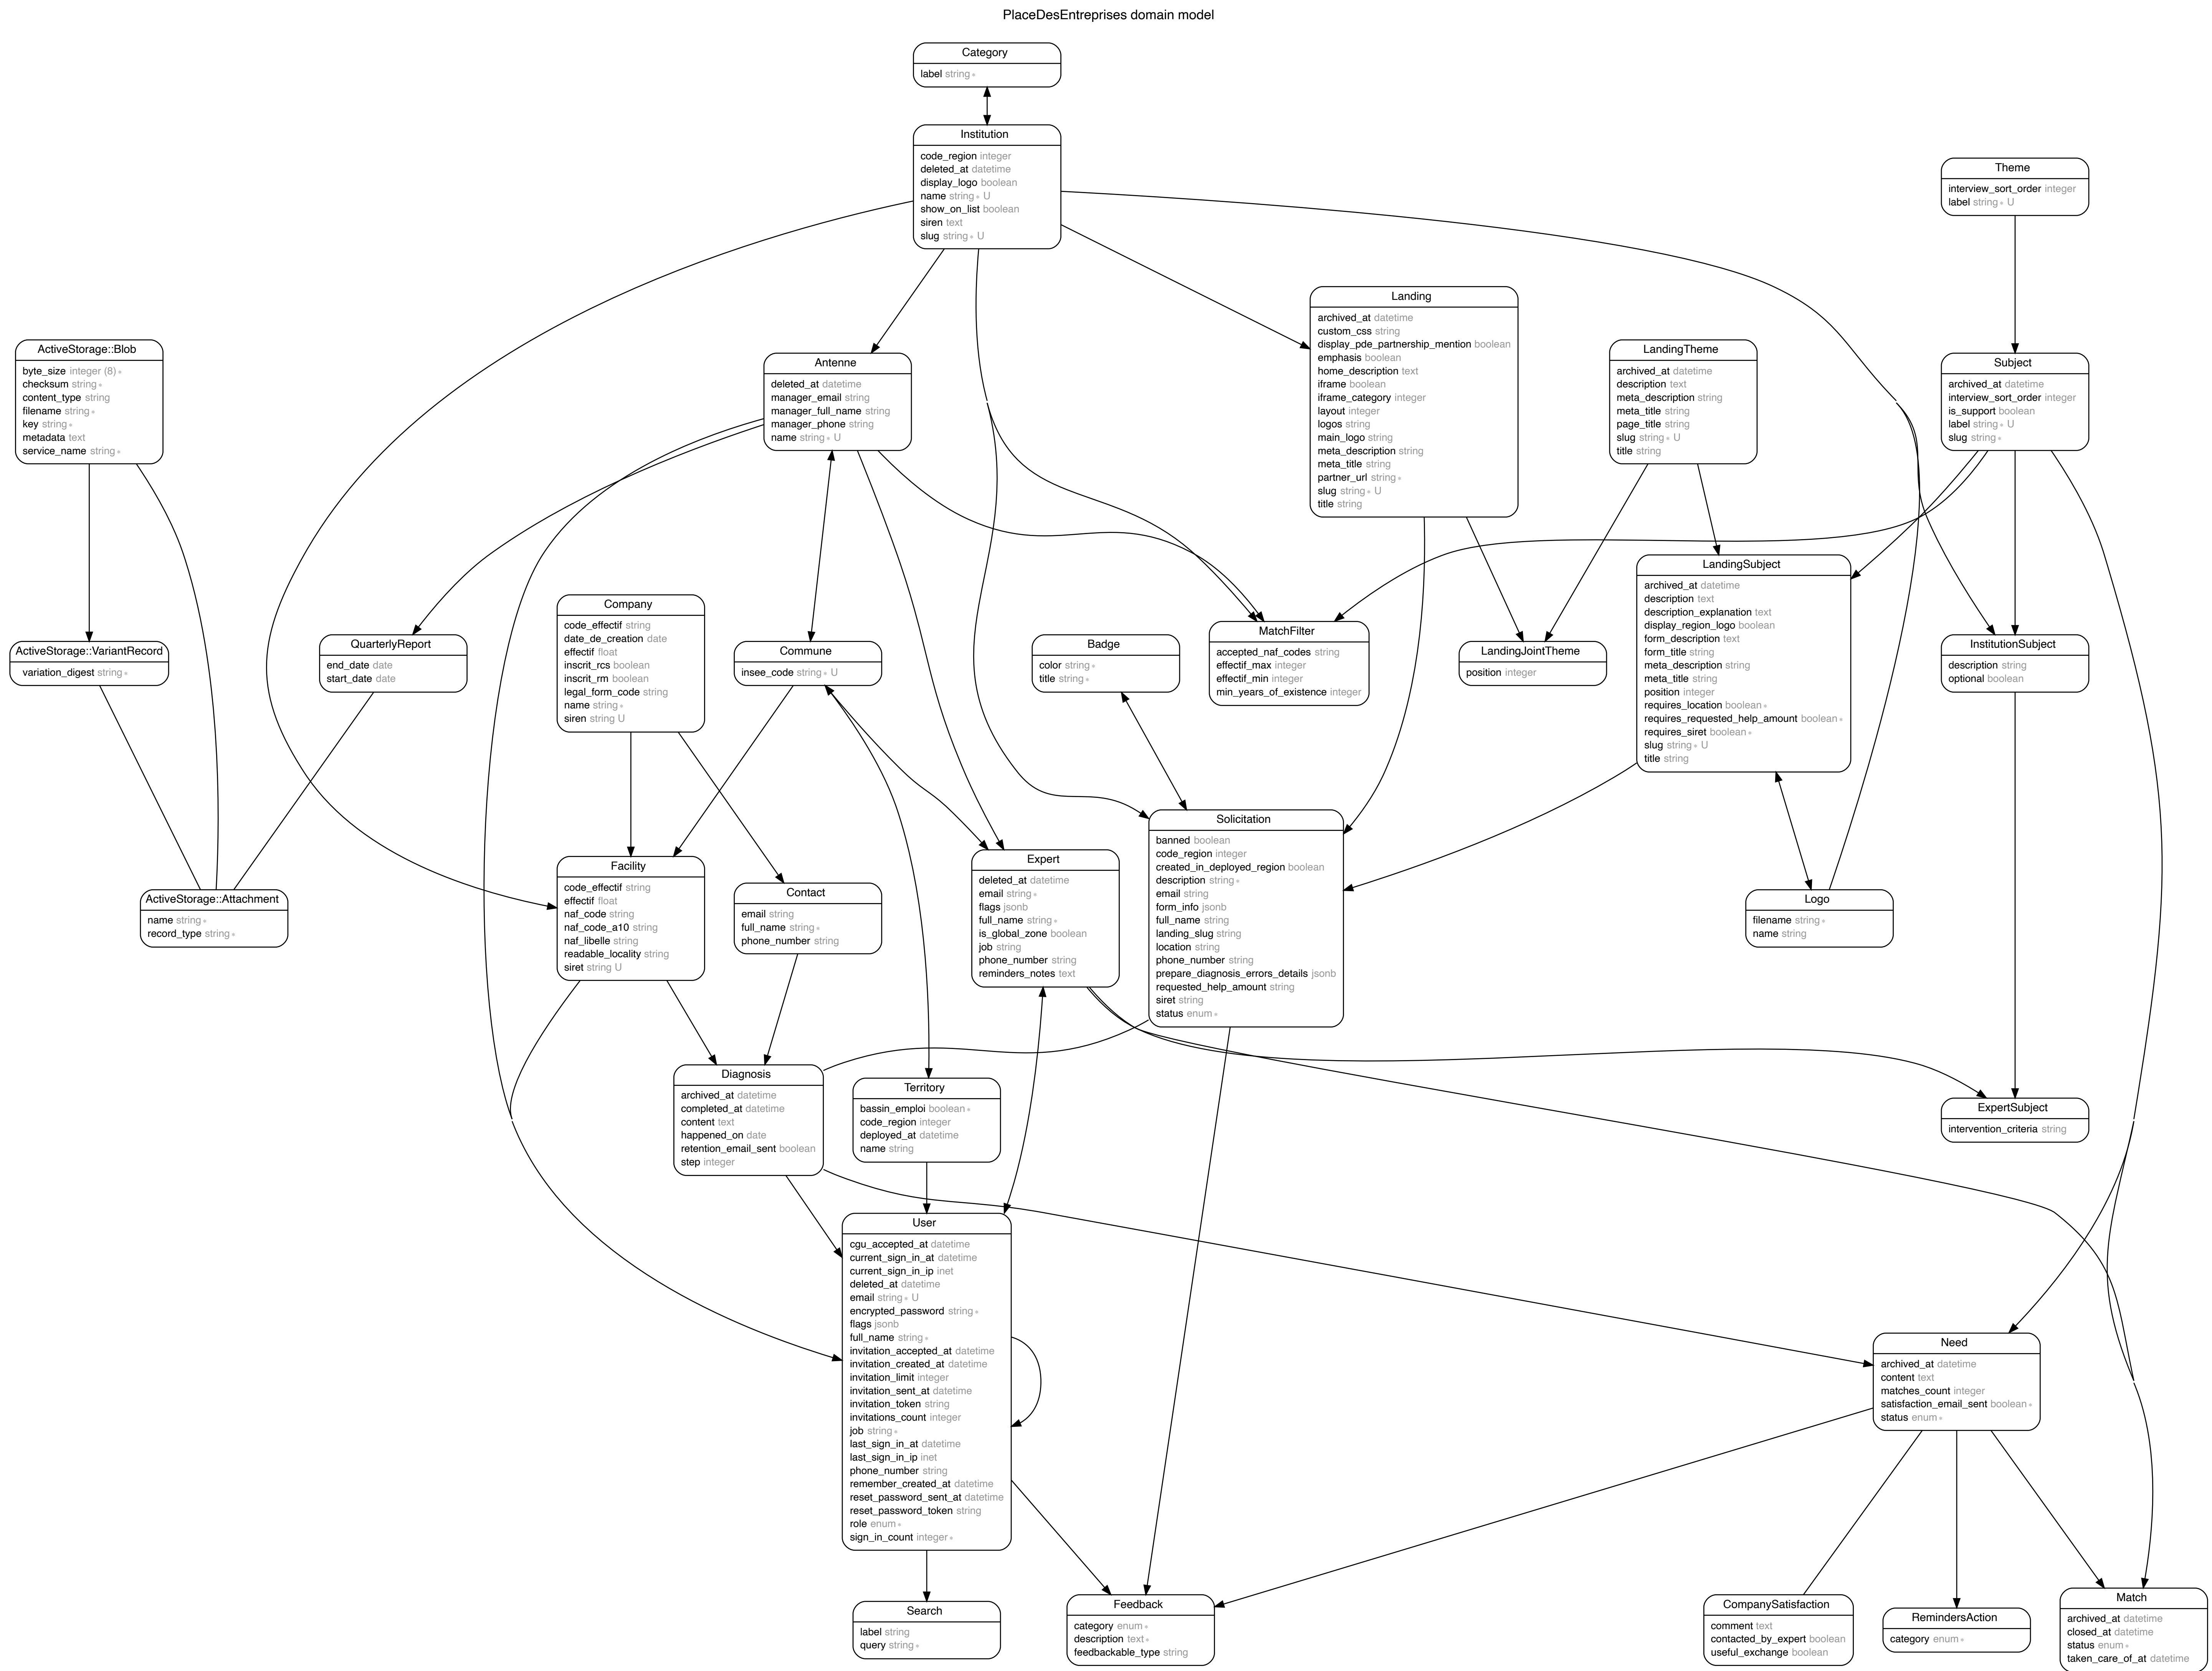 PlaceDesEntreprises domain model
Category
label string ∗
Institution
code_region integer
deleted_at datetime
display_logo boolean
name string ∗ U
show_on_list boolean
siren text
slug string ∗ U
Theme
interview_sort_order integer
label string ∗ U
Landing
archived_at datetime
custom_css string
display_pde_partnership_mention boolean
emphasis boolean
home_description text
iframe boolean
iframe_category integer
layout integer
logos string
main_logo string
meta_description string
meta_title string
partner_url string ∗
slug string ∗ U
title string
ActiveStorage::Blob
byte_size integer (8) ∗
checksum string ∗
content_type string
filename string ∗
key string ∗
metadata text
service_name string ∗
Antenne
deleted_at datetime
manager_email string
manager_full_name string
manager_phone string
name string ∗ U
LandingTheme
archived_at datetime
description text
meta_description string
meta_title string
page_title string
slug string ∗ U
title string
Subject
archived_at datetime
interview_sort_order integer
is_support boolean
label string ∗ U
slug string ∗
LandingSubject
archived_at datetime
description text
description_explanation text
display_region_logo boolean
form_description text
form_title string
meta_description string
meta_title string
position integer
requires_location boolean ∗
requires_requested_help_amount boolean ∗
requires_siret boolean ∗
slug string ∗ U
title string
Company
code_effectif string
date_de_creation date
effectif float
inscrit_rcs boolean
inscrit_rm boolean
legal_form_code string
name string ∗
siren string U
ActiveStorage::VariantRecord
variation_digest string ∗
QuarterlyReport
end_date date
start_date date
Commune
insee_code string ∗ U
Badge
color string ∗
title string ∗
MatchFilter
accepted_naf_codes string
effectif_max integer
effectif_min integer
min_years_of_existence integer
LandingJointTheme
position integer
InstitutionSubject
description string
optional boolean
Solicitation
banned boolean
code_region integer
created_in_deployed_region boolean
description string ∗
email string
form_info jsonb
full_name string
landing_slug string
location string
phone_number string
prepare_diagnosis_errors_details jsonb
requested_help_amount string
siret string
status enum ∗
Facility
code_effectif string
effectif float
naf_code string
naf_code_a10 string
naf_libelle string
readable_locality string
siret string U
Contact
email string
full_name string ∗
phone_number string
Expert
deleted_at datetime
email string ∗
flags jsonb
full_name string ∗
is_global_zone boolean
job string
phone_number string
reminders_notes text
ActiveStorage::Attachment
name string ∗
record_type string ∗
Logo
filename string ∗
name string
Diagnosis
archived_at datetime
completed_at datetime
content text
happened_on date
retention_email_sent boolean
step integer
Territory
bassin_emploi boolean ∗
code_region integer
deployed_at datetime
name string
ExpertSubject
intervention_criteria string
User
cgu_accepted_at datetime
current_sign_in_at datetime
current_sign_in_ip inet
deleted_at datetime
email string ∗ U
encrypted_password string ∗
flags jsonb
full_name string ∗
invitation_accepted_at datetime
invitation_created_at datetime
invitation_limit integer
invitation_sent_at datetime
invitation_token string
invitations_count integer
job string ∗
last_sign_in_at datetime
last_sign_in_ip inet
phone_number string
remember_created_at datetime
reset_password_sent_at datetime
reset_password_token string
role enum ∗
sign_in_count integer ∗
Need
archived_at datetime
content text
matches_count integer
satisfaction_email_sent boolean ∗
status enum ∗
Search
label string
query string ∗
Feedback
category enum ∗
description text ∗
feedbackable_type string
CompanySatisfaction
comment text
contacted_by_expert boolean
useful_exchange boolean
RemindersAction
category enum ∗
Match
archived_at datetime
closed_at datetime
status enum ∗
taken_care_of_at datetime